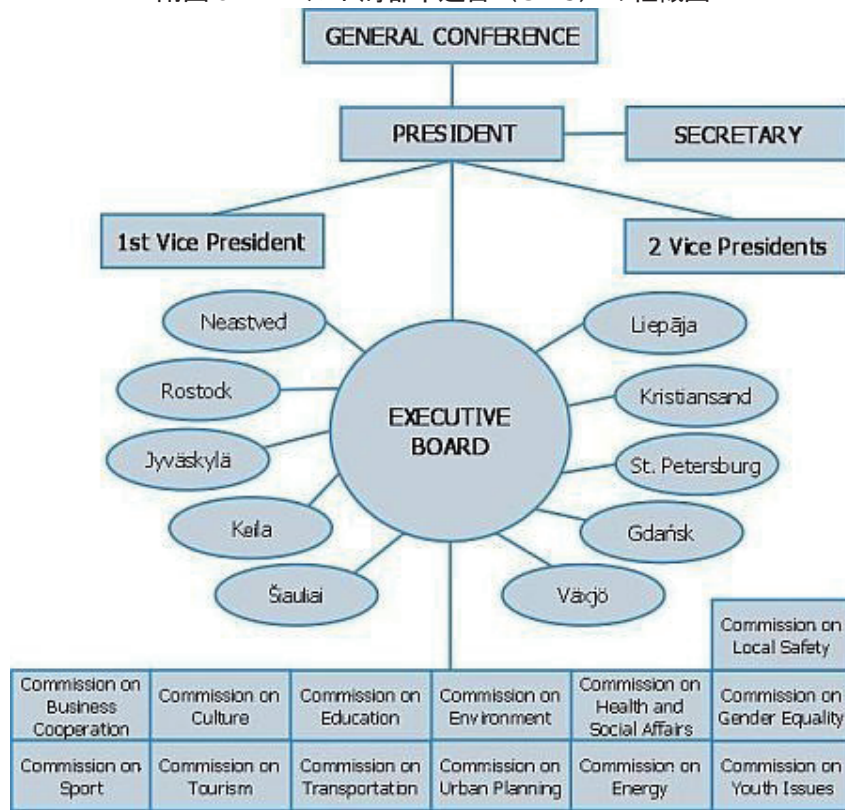 GENERAL CONFERENCE
PRESIDENT
SECRETARY
1st Vice President
2 Vice Presidents
Neastved
Liepāja
Rostock
Kristiansand
EXECUTIVE
BOARD
Jyväskylä
St. Petersburg
Keila
Gdańsk
Šiauliai
Växjö
Commission on
Local Safety
Commission on
Business
Cooperation
Commission on
Culture
Commission on
Education
Commission on
Environment
Commission on
Health and
Social Affairs
Commission on
Gender Equality
Commission on
Sport
Commission on
Tourism
Commission on
Transportation
Commission on
Urban Planning
Commission on
Energy
Commission on
Youth Issues